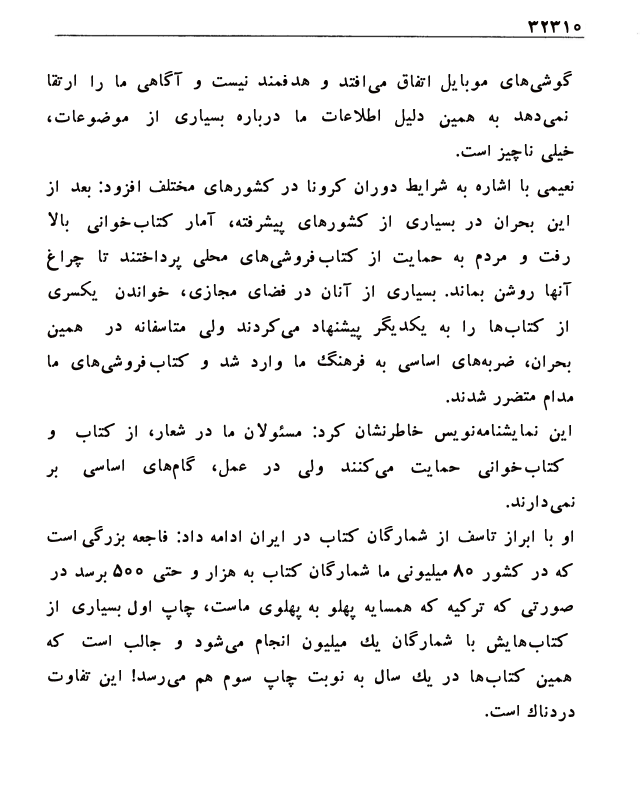 ۳۲۳۱۰
گوشی‌های موبایل اتفاق می‌افتد و هدفمند نیست و آگاهی ما را ارتقا
نمی‌دهد به همین دلیل اطلاعات ما درباره بسیاری از موضوعات،
خیلی ناچیز است.
نعیمی با اشاره به شرایط دوران کرونا در کشورهای مختلف افزود: بعد از
این بحران در بسیاری از کشورهای پیشرفته، آمار کتاب‌خوانی بالا
رفت و مردم به حمایت از کتاب‌فروشی‌های محلی پرداختند تا چراغ
آنها روشن بماند. بسیاری از آنان در فضای مجازی، خواندن یکسری
از کتاب‌ها را به یکدیگر پیشنهاد می‌کردند ولی متاسفانه در همین
بحران، ضربه‌های اساسی به فرهنگ ما وارد شد و کتاب‌فروشی‌های ما
مدام متضرر شدند.
این نمایشنامه‌نویس خاطرنشان کرد: مسئولان ما در شعار، از کتاب و
کتاب‌خوانی حمایت می‌کنند ولی در عمل، گام‌های اساسی بر
نمی‌دارند.
او با ابراز تاسف از شمارگان کتاب در ایران ادامه داد: فاجعه بزرگی است
که در کشور ۸۰ میلیونی ما شمارگان کتاب به هزار و حتی ۵۰۰ برسد در
صورتی که ترکیه که همسایه پهلو به پهلوی ماست، چاپ اول بسیاری از
کتاب‌هایش با شمارگان یك میلیون انجام می‌شود و جالب است که
همین کتاب‌ها در یك سال به نوبت چاپ سوم هم می‌رسد! این تفاوت
دردناك است.